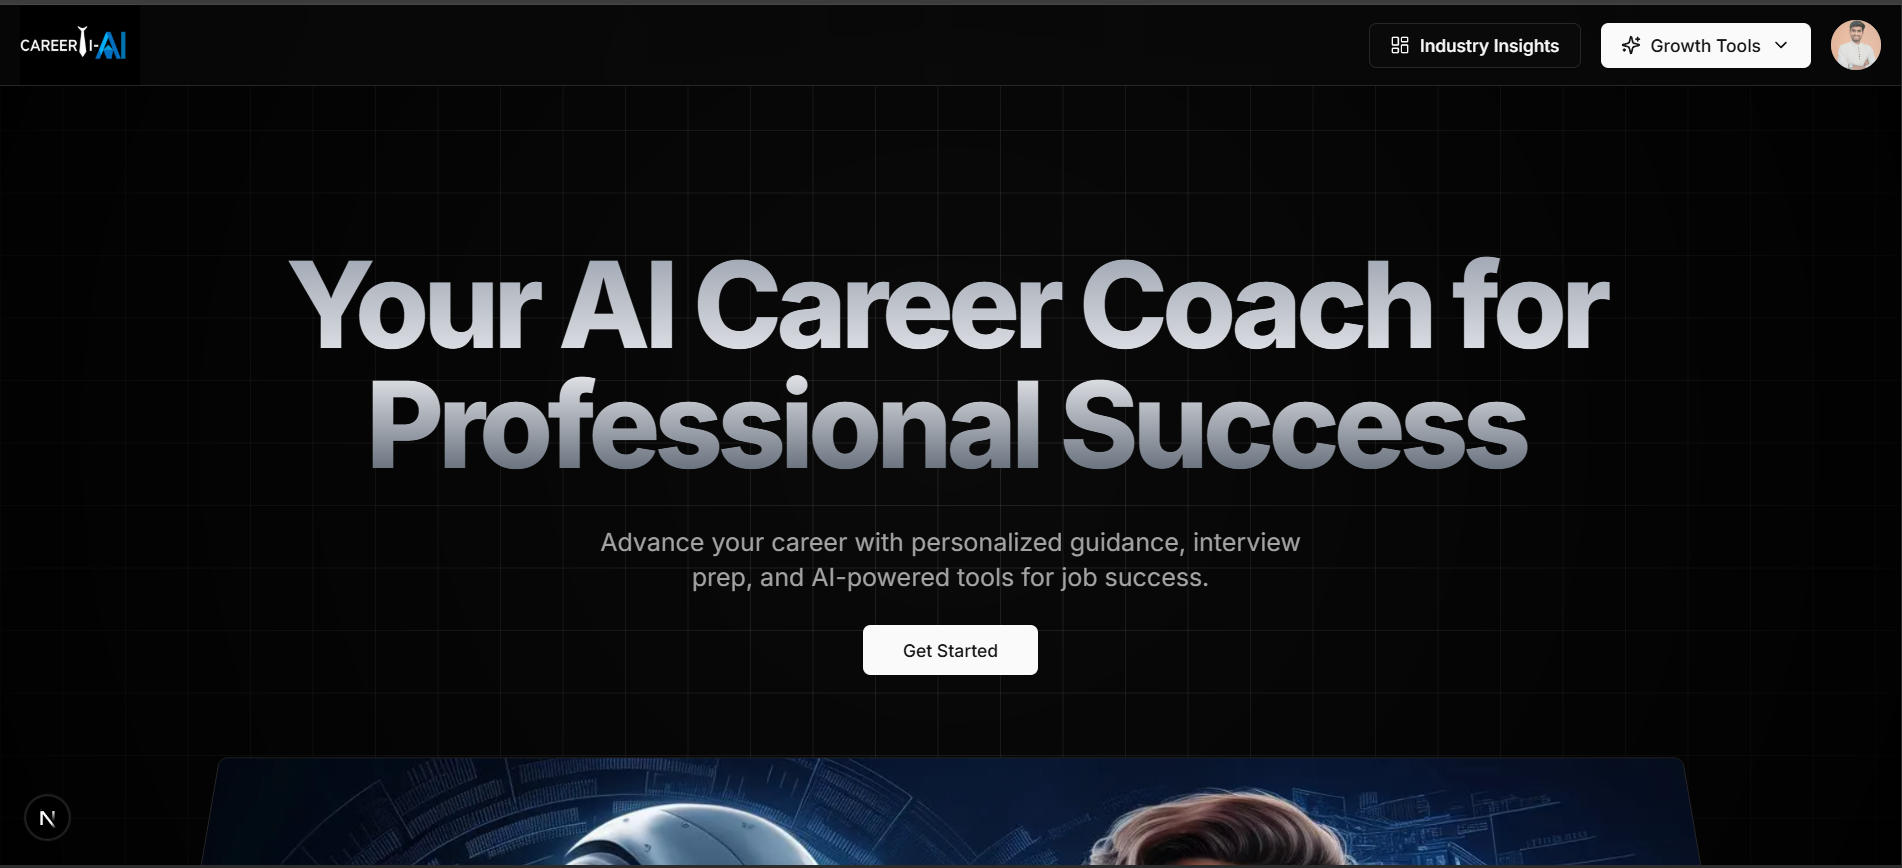 CAREER I-AI
Industry Insights
Growth Tools
Your AI Career Coach for
Professional Success
Advance your career with personalized guidance, interview
prep, and AI-powered tools for job success.
Get Started
N